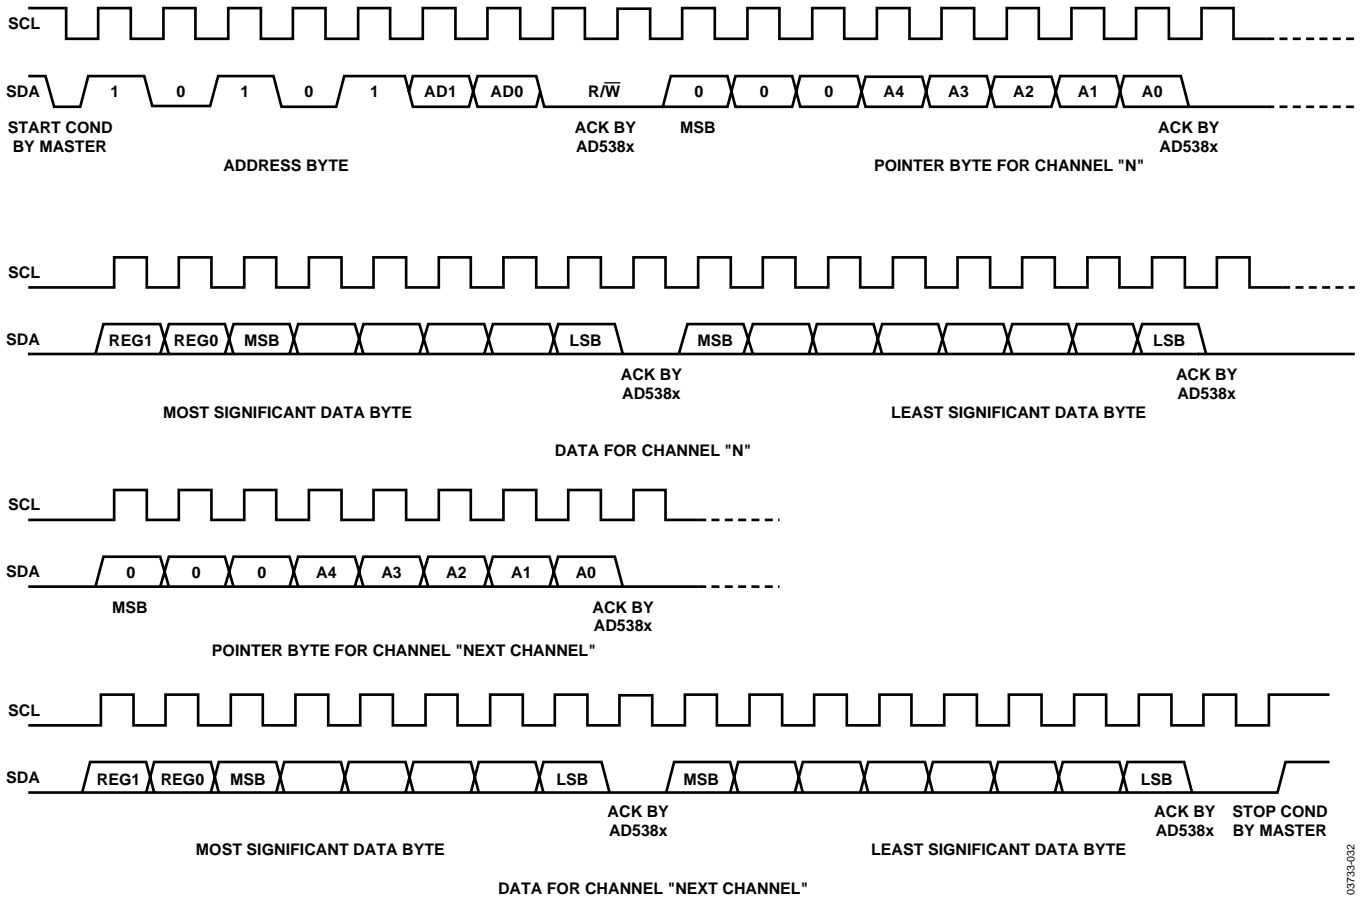 SCL
SDA 1 0 1 0 1 AD1 AD0 R/W̅ 0 0 0 A4 A3 A2 A1 A0
START COND BY MASTER
ACK BY AD538x
MSB
ACK BY AD538x
ADDRESS BYTE
POINTER BYTE FOR CHANNEL "N"
SCL
SDA REG1 REG0 MSB LSB MSB LSB
ACK BY AD538x
ACK BY AD538x
MOST SIGNIFICANT DATA BYTE
LEAST SIGNIFICANT DATA BYTE
DATA FOR CHANNEL "N"
SCL
SDA 0 0 0 A4 A3 A2 A1 A0
MSB
ACK BY AD538x
POINTER BYTE FOR CHANNEL "NEXT CHANNEL"
SCL
SDA REG1 REG0 MSB LSB MSB LSB
ACK BY AD538x
ACK BY AD538x
STOP COND BY MASTER
MOST SIGNIFICANT DATA BYTE
LEAST SIGNIFICANT DATA BYTE
DATA FOR CHANNEL "NEXT CHANNEL"
03733-032